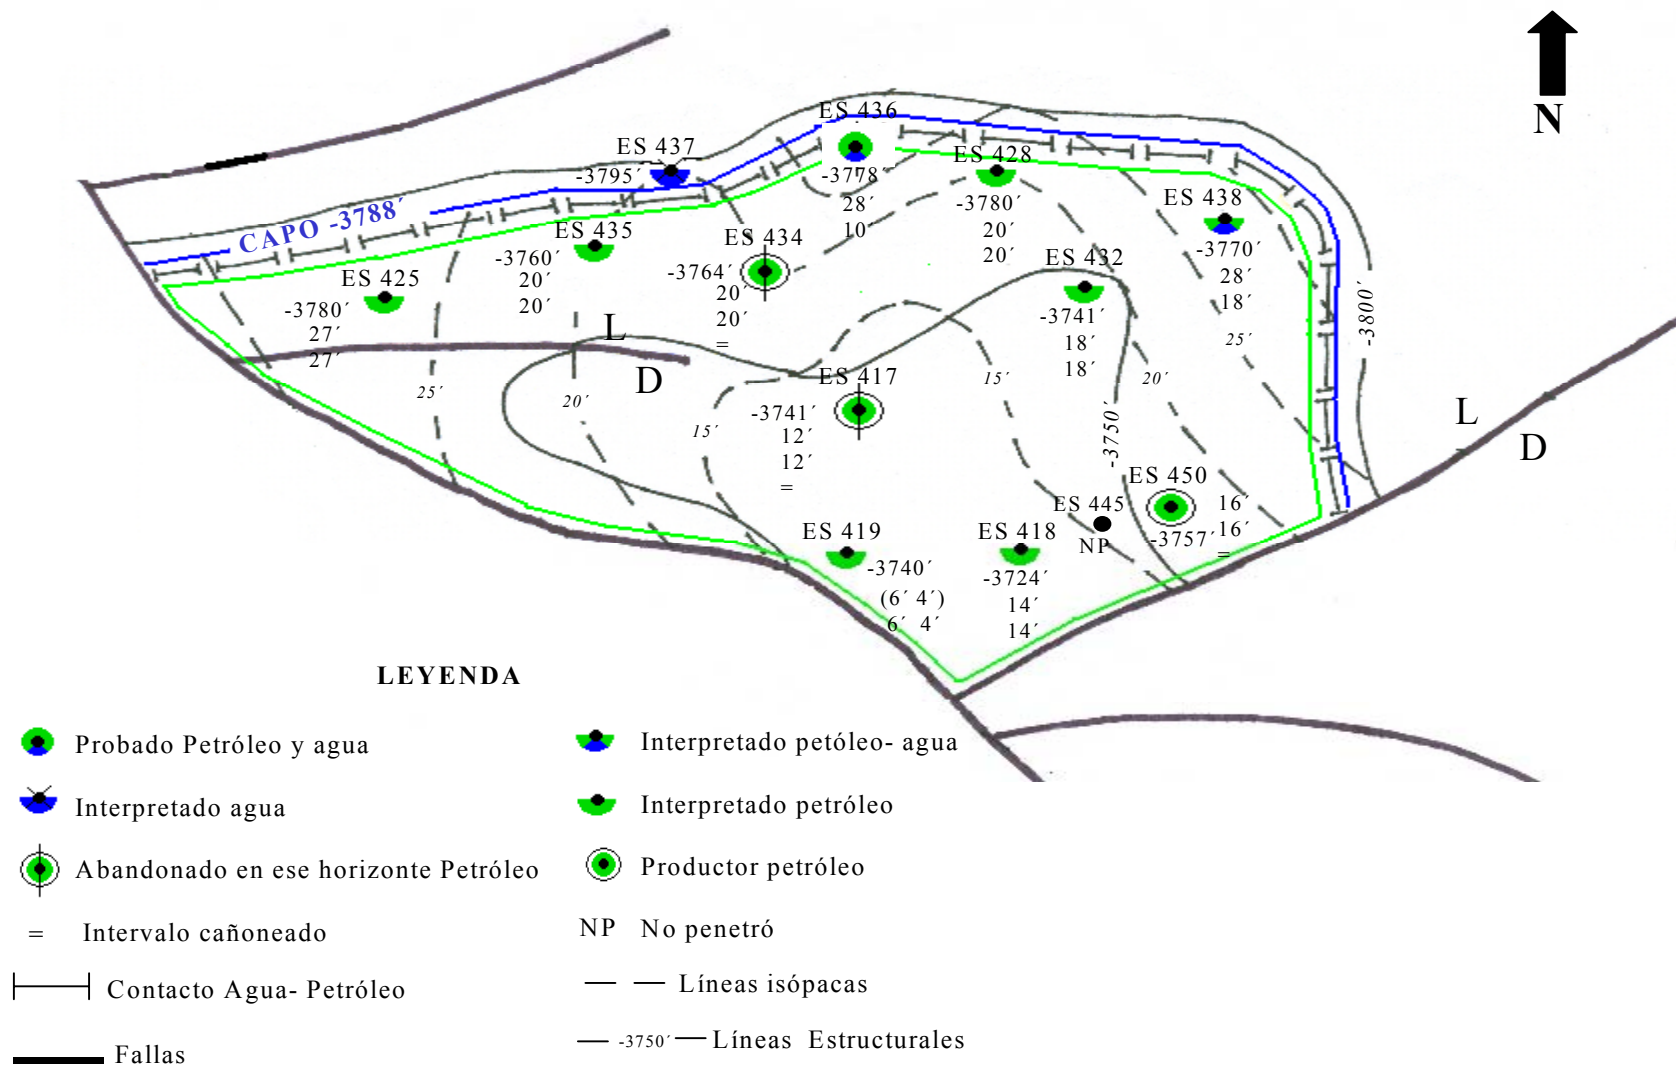 N
ES 436
-3778´
28´
10´
ES 437
-3795´
ES 428
-3780´
20´
20´
ES 438
-3770´
28´
18´
CAPO -3788´
ES 435
-3760´
20´
20´
ES 434
-3764´
20´
20´
=
ES 432
-3741´
18´
18´
ES 425
-3780´
27´
27´
-3800´
25´
L
D
ES 417
-3741´
12´
12´
=
15´
20´
25´
20´
15´
-3750´
L
D
ES 450
-3757´
16´
16´
=
ES 445
NP
ES 419
-3740´
(6´ 4´)
6´ 4´
ES 418
-3724´
14´
14´
LEYENDA
Probado Petróleo y agua
Interpretado petóleo- agua
Interpretado agua
Interpretado petróleo
Abandonado en ese horizonte Petróleo
Productor petróleo
= Intervalo cañoneado
NP No penetró
Contacto Agua- Petróleo
Líneas isópacas
Fallas
-3750´ Líneas Estructurales